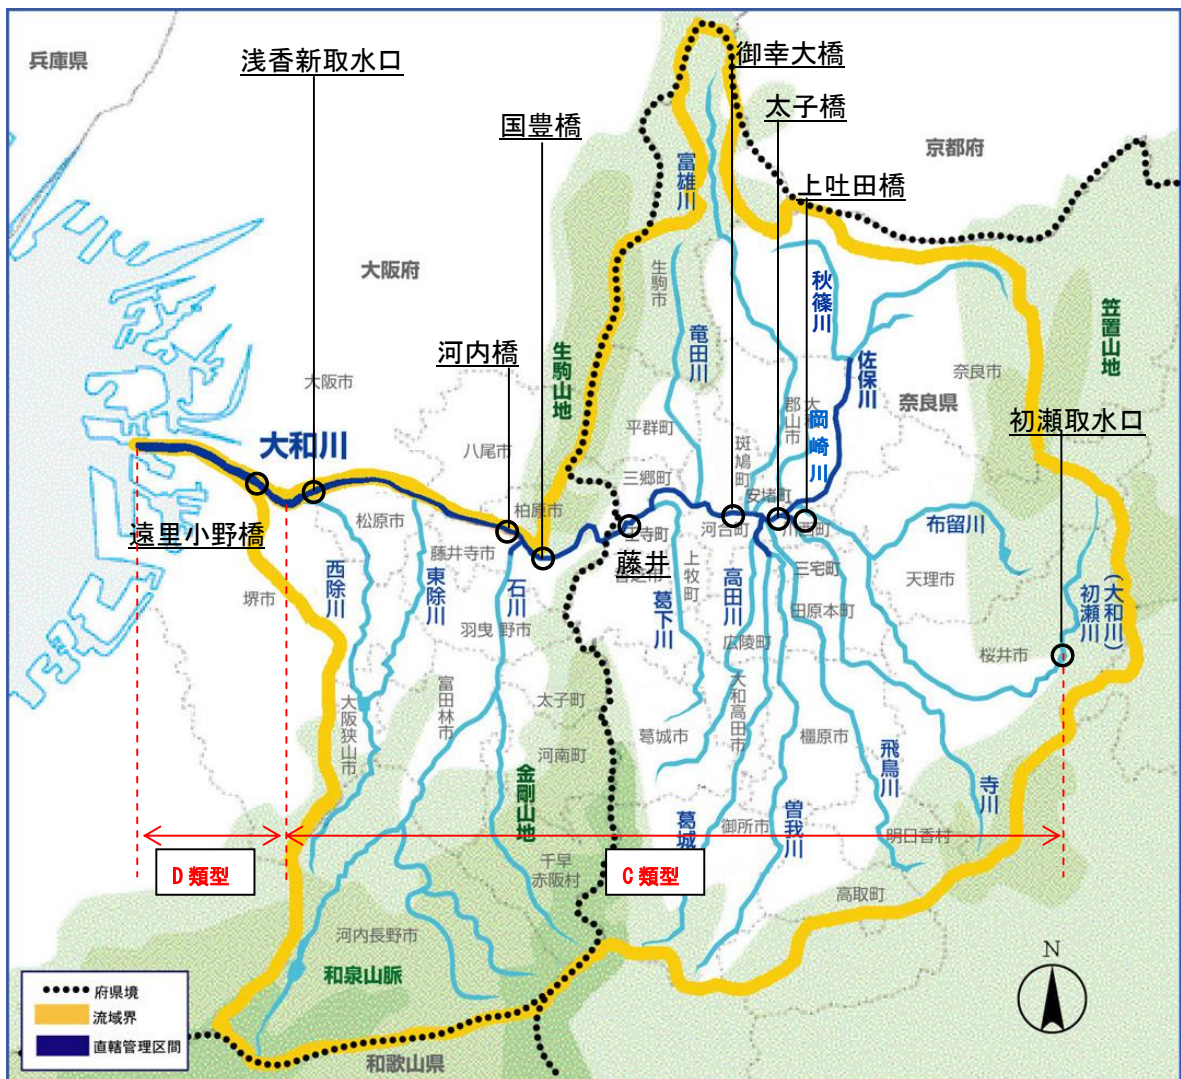 兵庫県
浅香新取水口
国豊橋
御幸大橋
太子橋
京都府
上吐田橋
富雄川
大阪府
生駒市
秋篠川
笠置山地
竜田川
河内橋
生駒山地
佐保川
奈良市
大阪市
奈良県
初瀬取水口
大和川
八尾市
平群町
斑鳩町
大和
郡山市
岡崎川
三郷町
安堵町
柏原市
松原市
遠里小野橋
藤井寺市
王寺町
河合町
川西町
布留川
藤井
西除川
東除川
石川
葛下川
上牧町
高田川
三宅町
天理市
(大和川)
初瀬川
堺市
羽曳野市
田原本町
広陵町
桜井市
大阪狭山市
富田林市
太子町
大和高田市
葛城市
橿原市
河南町
飛鳥川
寺川
金剛山地
葛城
曽我川
御所市
明日香村
D類型
C類型
千早
赤阪村
高取町
河内長野市
和泉山脈
N
府県境
流域界
直轄管理区間
和歌山県